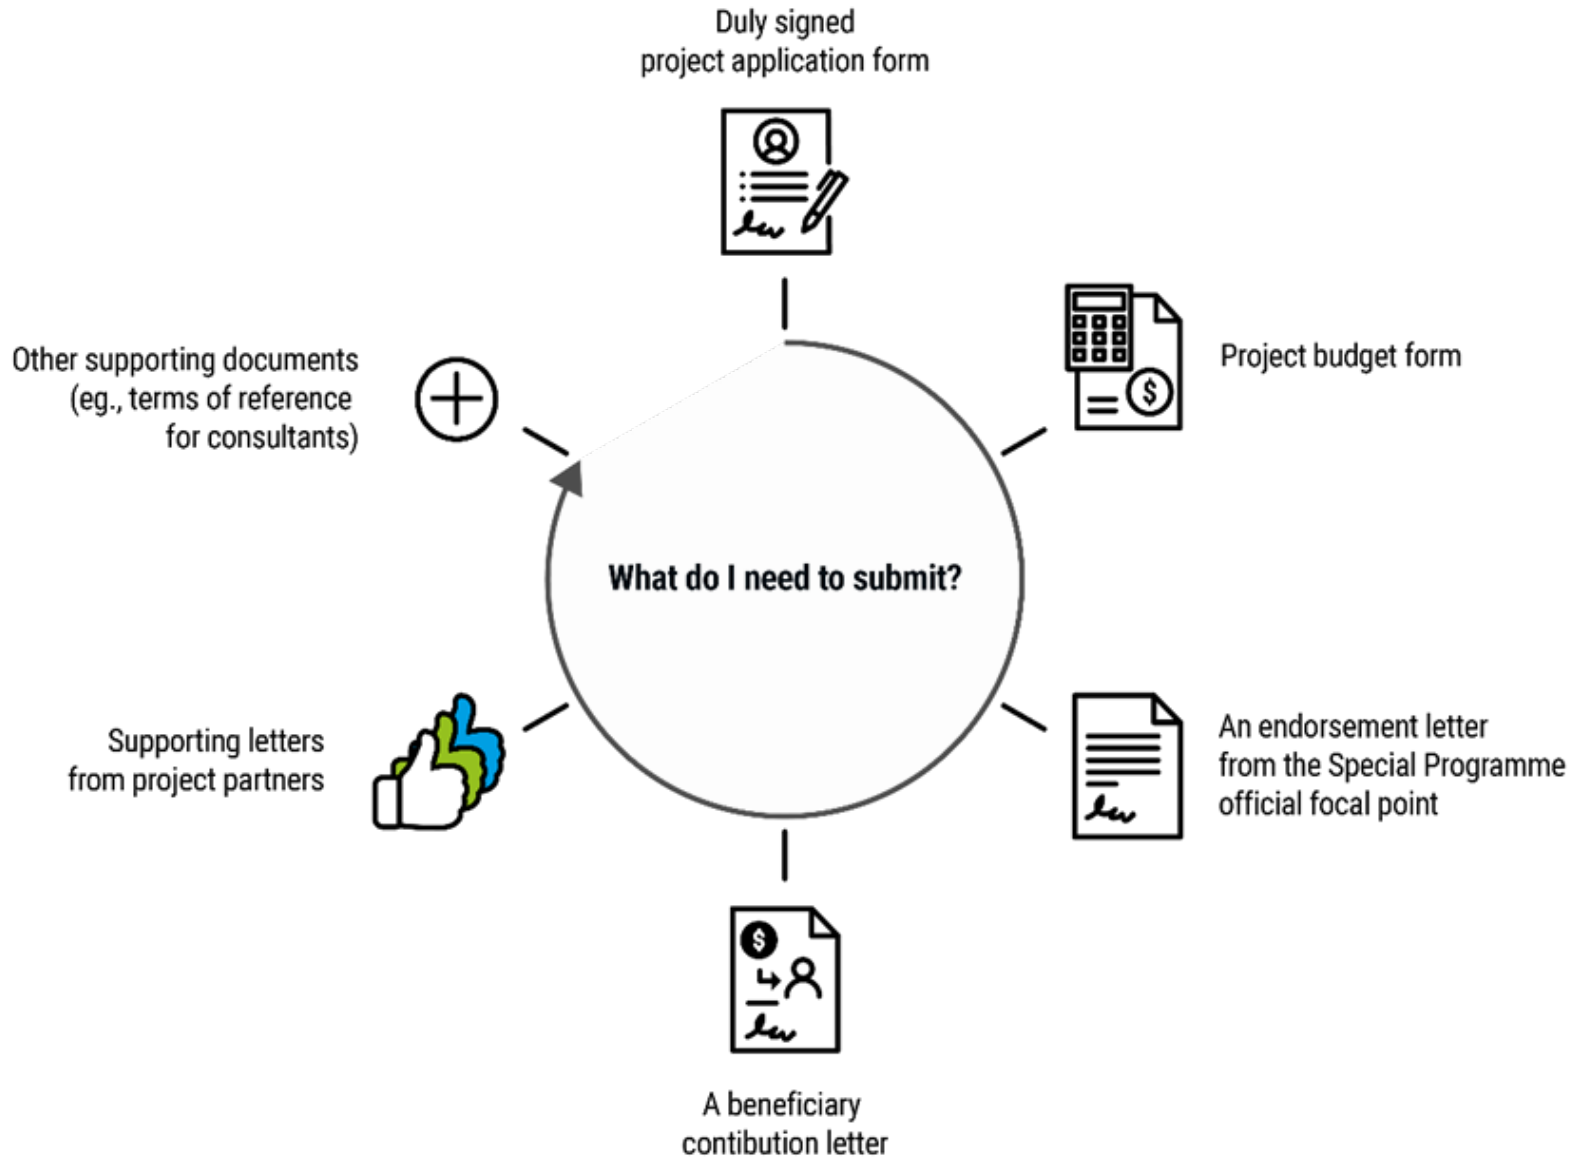 Duly signed
project application form
Project budget form
An endorsement letter
from the Special Programme
official focal point
A beneficiary
contibution letter
Supporting letters
from project partners
Other supporting documents
(eg., terms of reference
for consultants)
What do I need to submit?
$
$